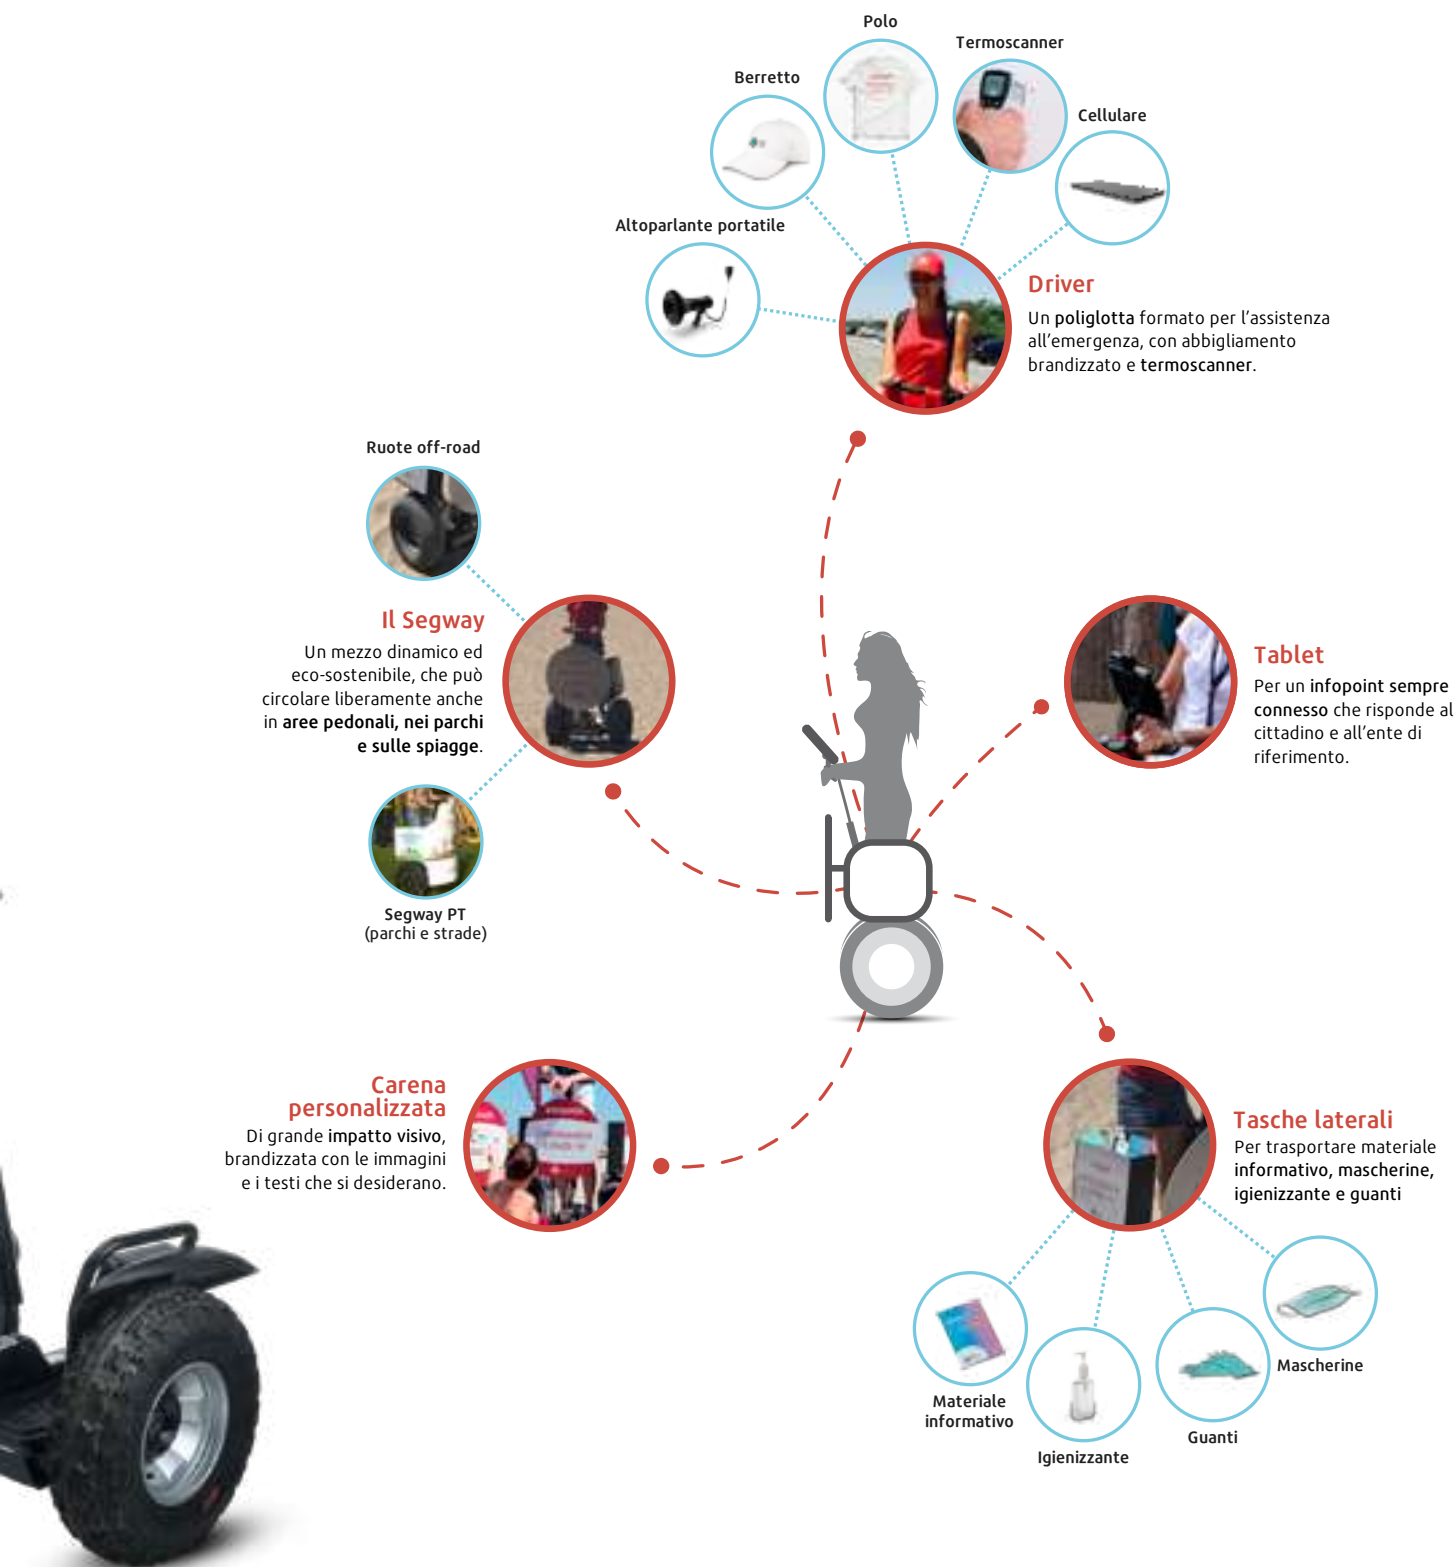 Polo
Termoscanner
Berretto
Cellulare
Altoparlante portatile
Driver
Un poliglotta formato per l'assistenza
all'emergenza, con abbigliamento
brandizzato e termoscanner.
Ruote off-road
Il Segway
Un mezzo dinamico ed
eco-sostenibile, che può
circolare liberamente anche
in aree pedonali, nei parchi
e sulle spiagge.
Segway PT
(parchi e strade)
Tablet
Per un infopoint sempre
connesso che risponde al
cittadino e all'ente di
riferimento.
Carena
personalizzata
Di grande impatto visivo,
brandizzata con le immagini
e i testi che si desiderano.
Tasche laterali
Per trasportare materiale
informativo, mascherine,
igienizzante e guanti
Mascherine
Materiale
informativo
Guanti
Igienizzante